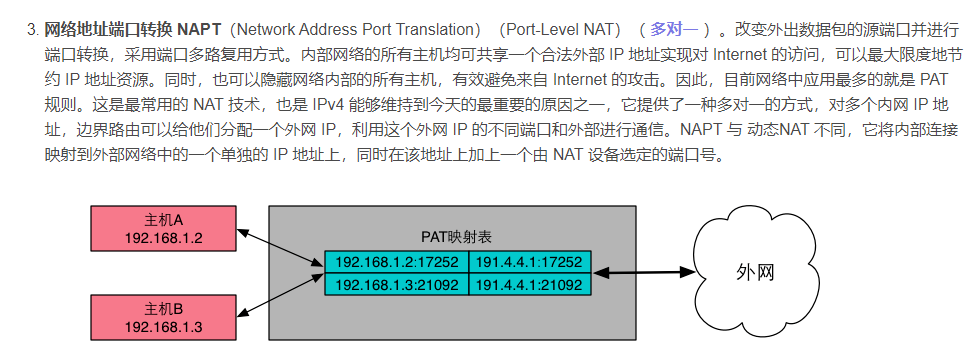 3. 网络地址端口转换 NAPT（Network Address Port Translation）（Port-Level NAT）（ 多对一 ）。改变外出数据包的源端口并进行
端口转换，采用端口多路复用方式。内部网络的所有主机均可共享一个合法外部 IP 地址实现对 Internet 的访问，可以最大限度地节
约 IP 地址资源。同时，也可以隐藏网络内部的所有主机，有效避免来自 Internet 的攻击。因此，目前网络中应用最多的就是 PAT
规则。这是最常用的 NAT 技术，也是 IPv4 能够维持到今天的最重要的原因之一，它提供了一种多对一的方式，对多个内网 IP 地
址，边界路由可以给他们分配一个外网 IP，利用这个外网 IP 的不同端口和外部进行通信。NAPT 与 动态NAT 不同，它将内部连接
映射到外部网络中的一个单独的 IP 地址上，同时在该地址上加上一个由 NAT 设备选定的端口号。
主机A
192.168.1.2
PAT映射表
192.168.1.2:17252 191.4.4.1:17252
192.168.1.3:21092 191.4.4.1:21092
外网
主机B
192.168.1.3